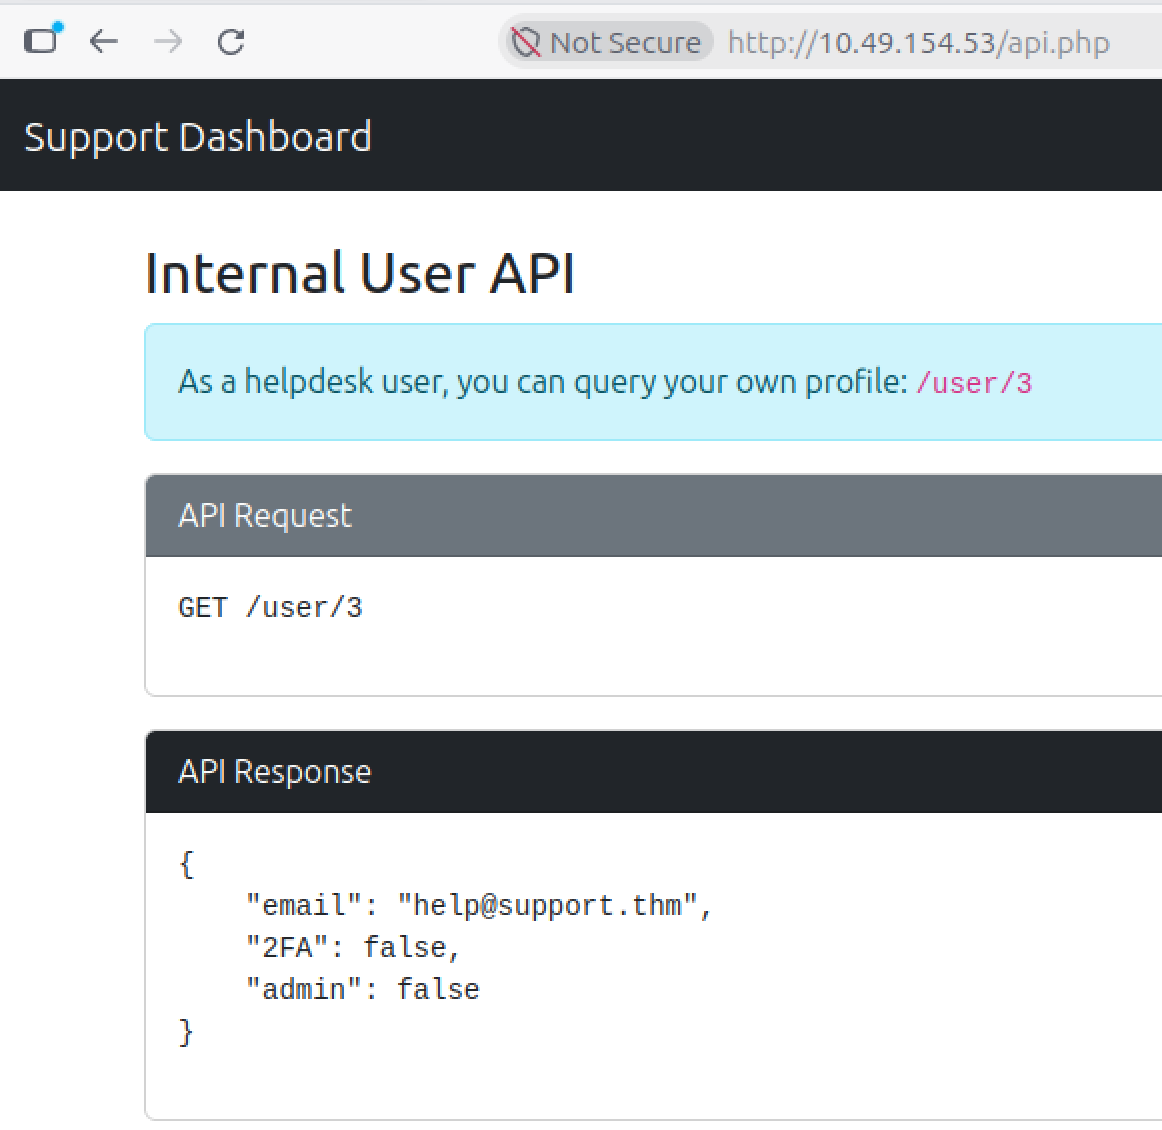 Not Secure http://10.49.154.53/api.php
Support Dashboard
Internal User API
As a helpdesk user, you can query your own profile: /user/3
API Request
GET /user/3
API Response
{
    "email": "help@support.thm",
    "2FA": false,
    "admin": false
}